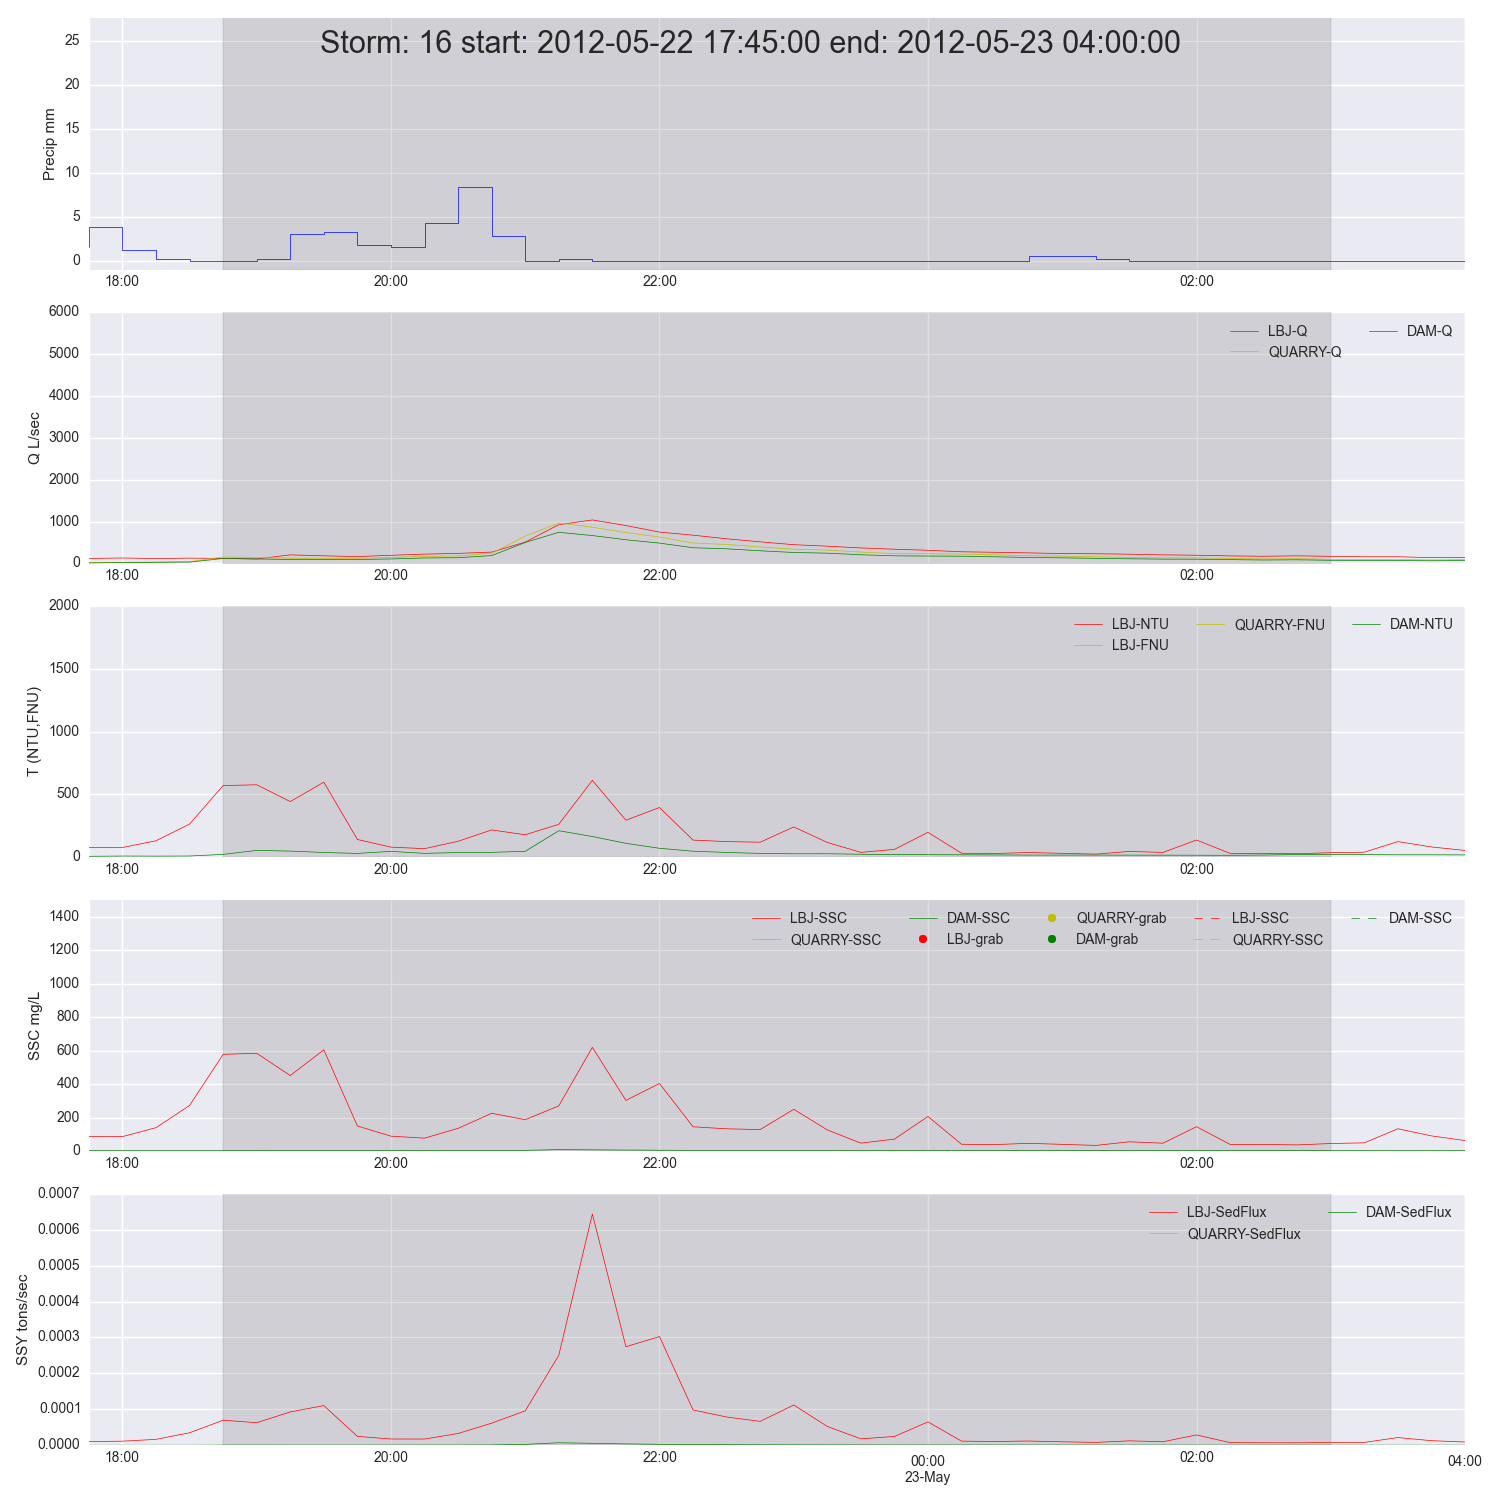 Storm: 16 start: 2012-05-22 17:45:00 end: 2012-05-23 04:00:00
Precip mm
25
20
15
10
5
0
18:00 20:00 22:00 02:00
Q L/sec
6000
5000
4000
3000
2000
1000
0
LBJ-Q DAM-Q
QUARRY-Q
18:00 20:00 22:00 02:00
T (NTU,FNU)
2000
1500
1000
500
0
LBJ-NTU QUARRY-FNU DAM-NTU
LBJ-FNU
18:00 20:00 22:00 02:00
SSC mg/L
1400
1200
1000
800
600
400
200
0
LBJ-SSC DAM-SSC QUARRY-grab LBJ-SSC DAM-SSC
QUARRY-SSC LBJ-grab DAM-grab QUARRY-SSC
18:00 20:00 22:00 02:00
SSY tons/sec
0.0007
0.0006
0.0005
0.0004
0.0003
0.0002
0.0001
0.0000
LBJ-SedFlux DAM-SedFlux
QUARRY-SedFlux
18:00 20:00 22:00 00:00 02:00 04:00
23-May